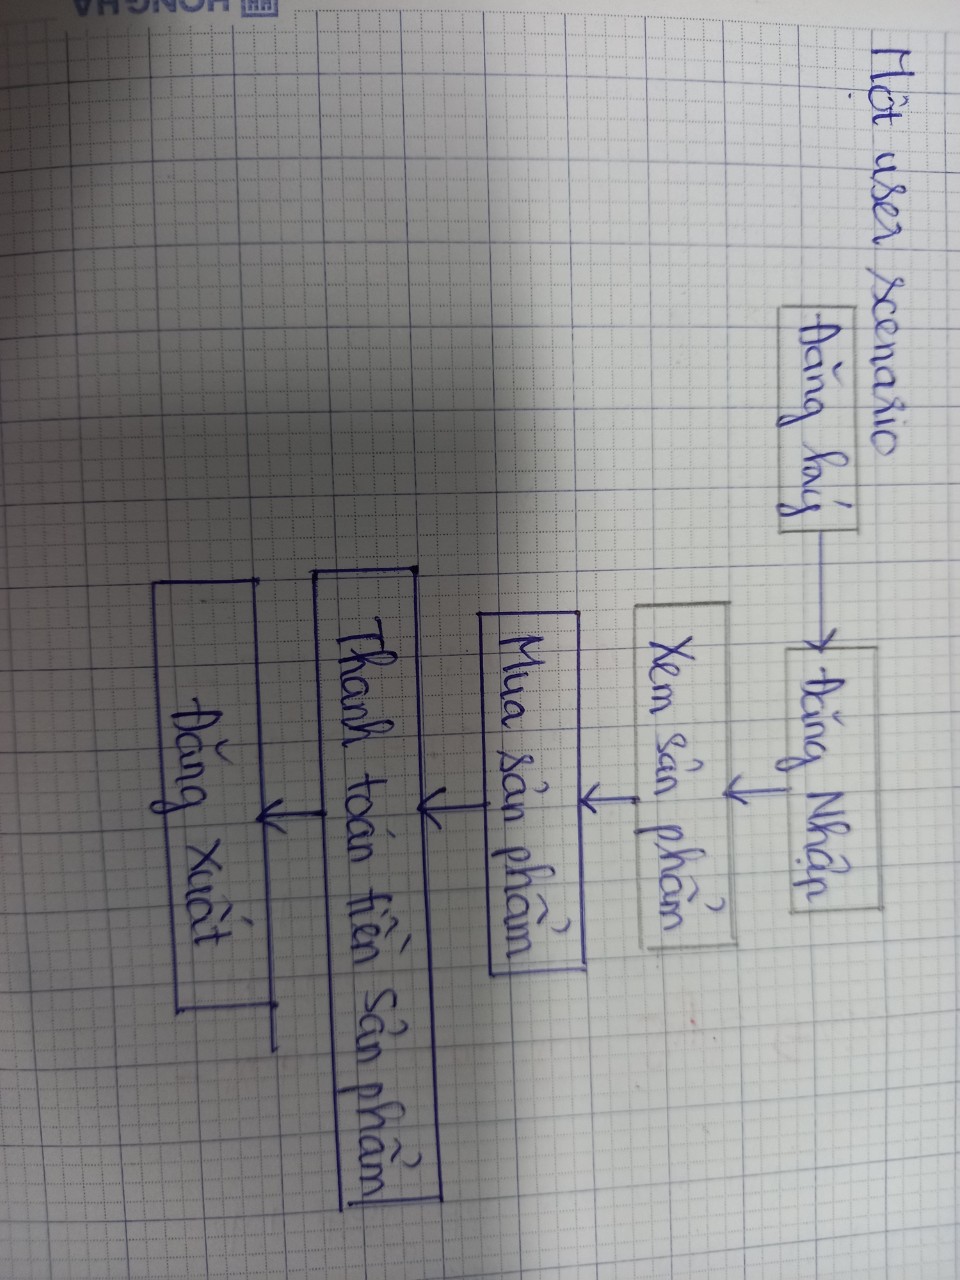 Một user scenario
Đăng ký
Đăng Nhập
Xem sản phẩm
Mua sản phẩm
Thanh toán tiền sản phẩm
Đăng xuất
HONG HA